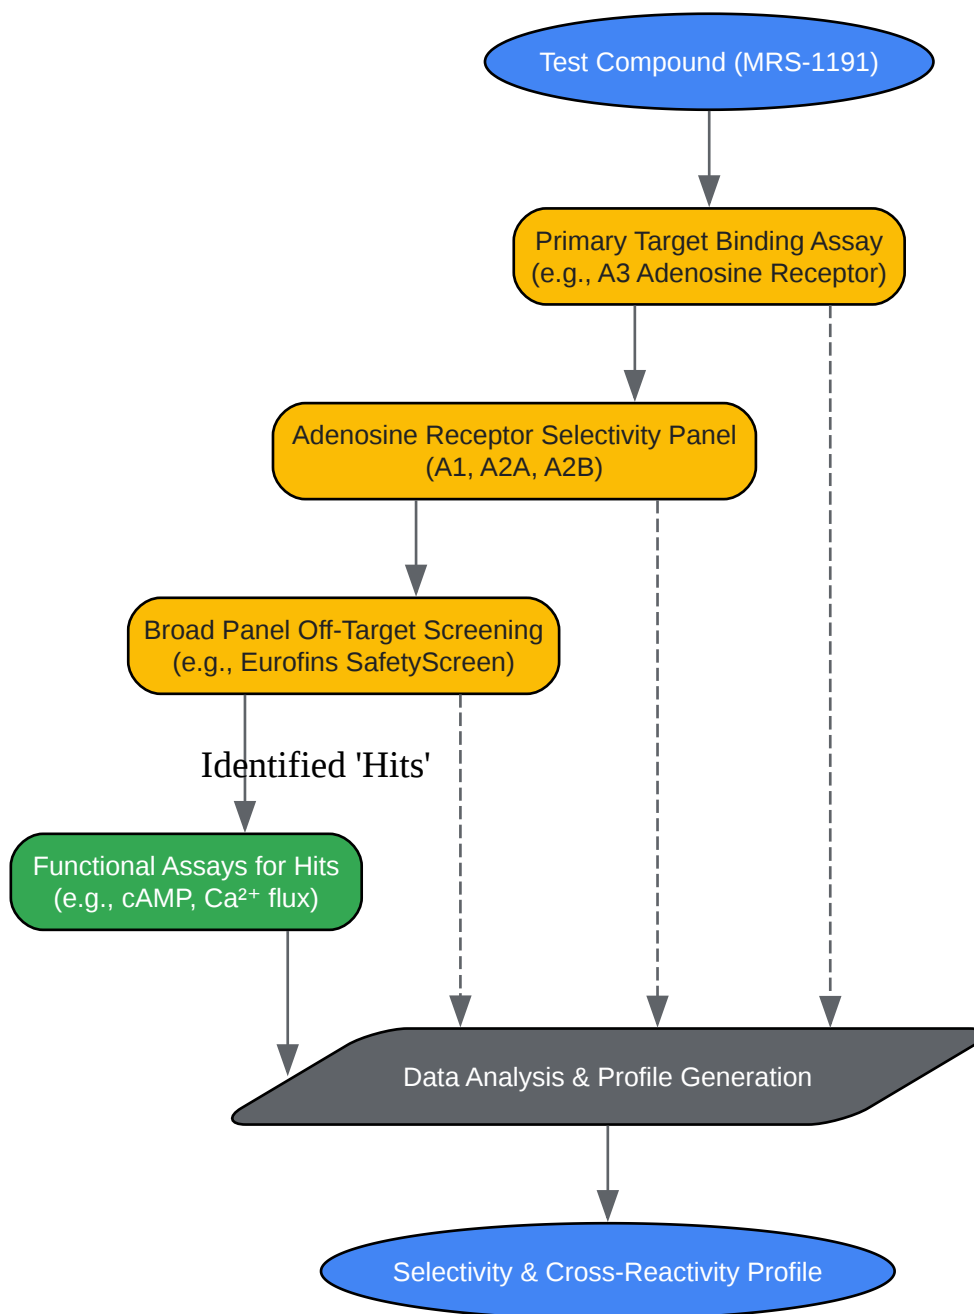 Test Compound (MRS-1191)
Primary Target Binding Assay
(e.g., A3 Adenosine Receptor)
Adenosine Receptor Selectivity Panel
(A1, A2A, A2B)
Broad Panel Off-Target Screening
(e.g., Eurofins SafetyScreen)
Identified 'Hits'
Functional Assays for Hits
(e.g., cAMP, Ca²⁺ flux)
Data Analysis & Profile Generation
Selectivity & Cross-Reactivity Profile